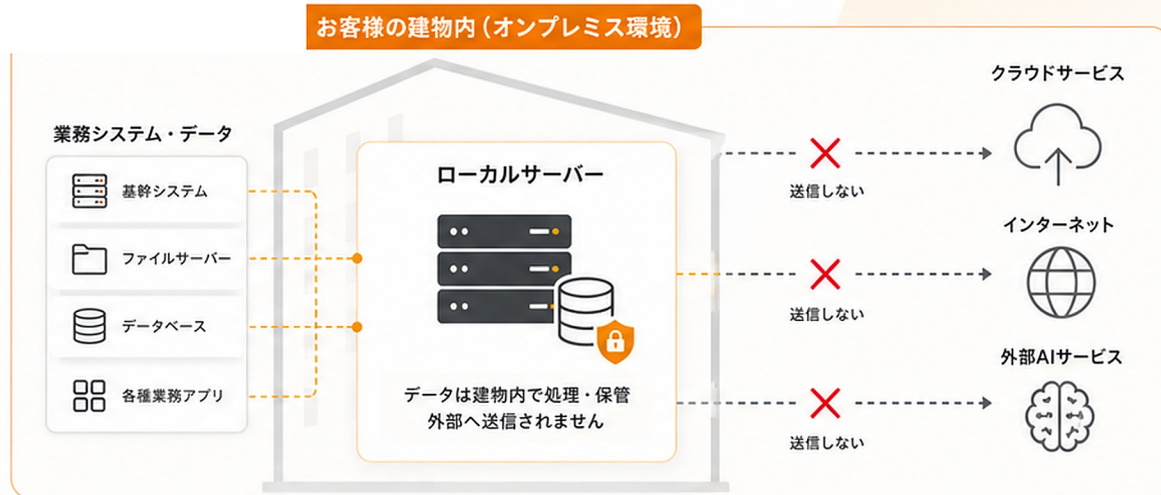 お客様の建物内（オンプレミス環境）
業務システム・データ
基幹システム
ファイルサーバー
データベース
各種業務アプリ
ローカルサーバー
データは建物内で処理・保管
外部へ送信されません
送信しない
送信しない
送信しない
クラウドサービス
インターネット
外部AIサービス